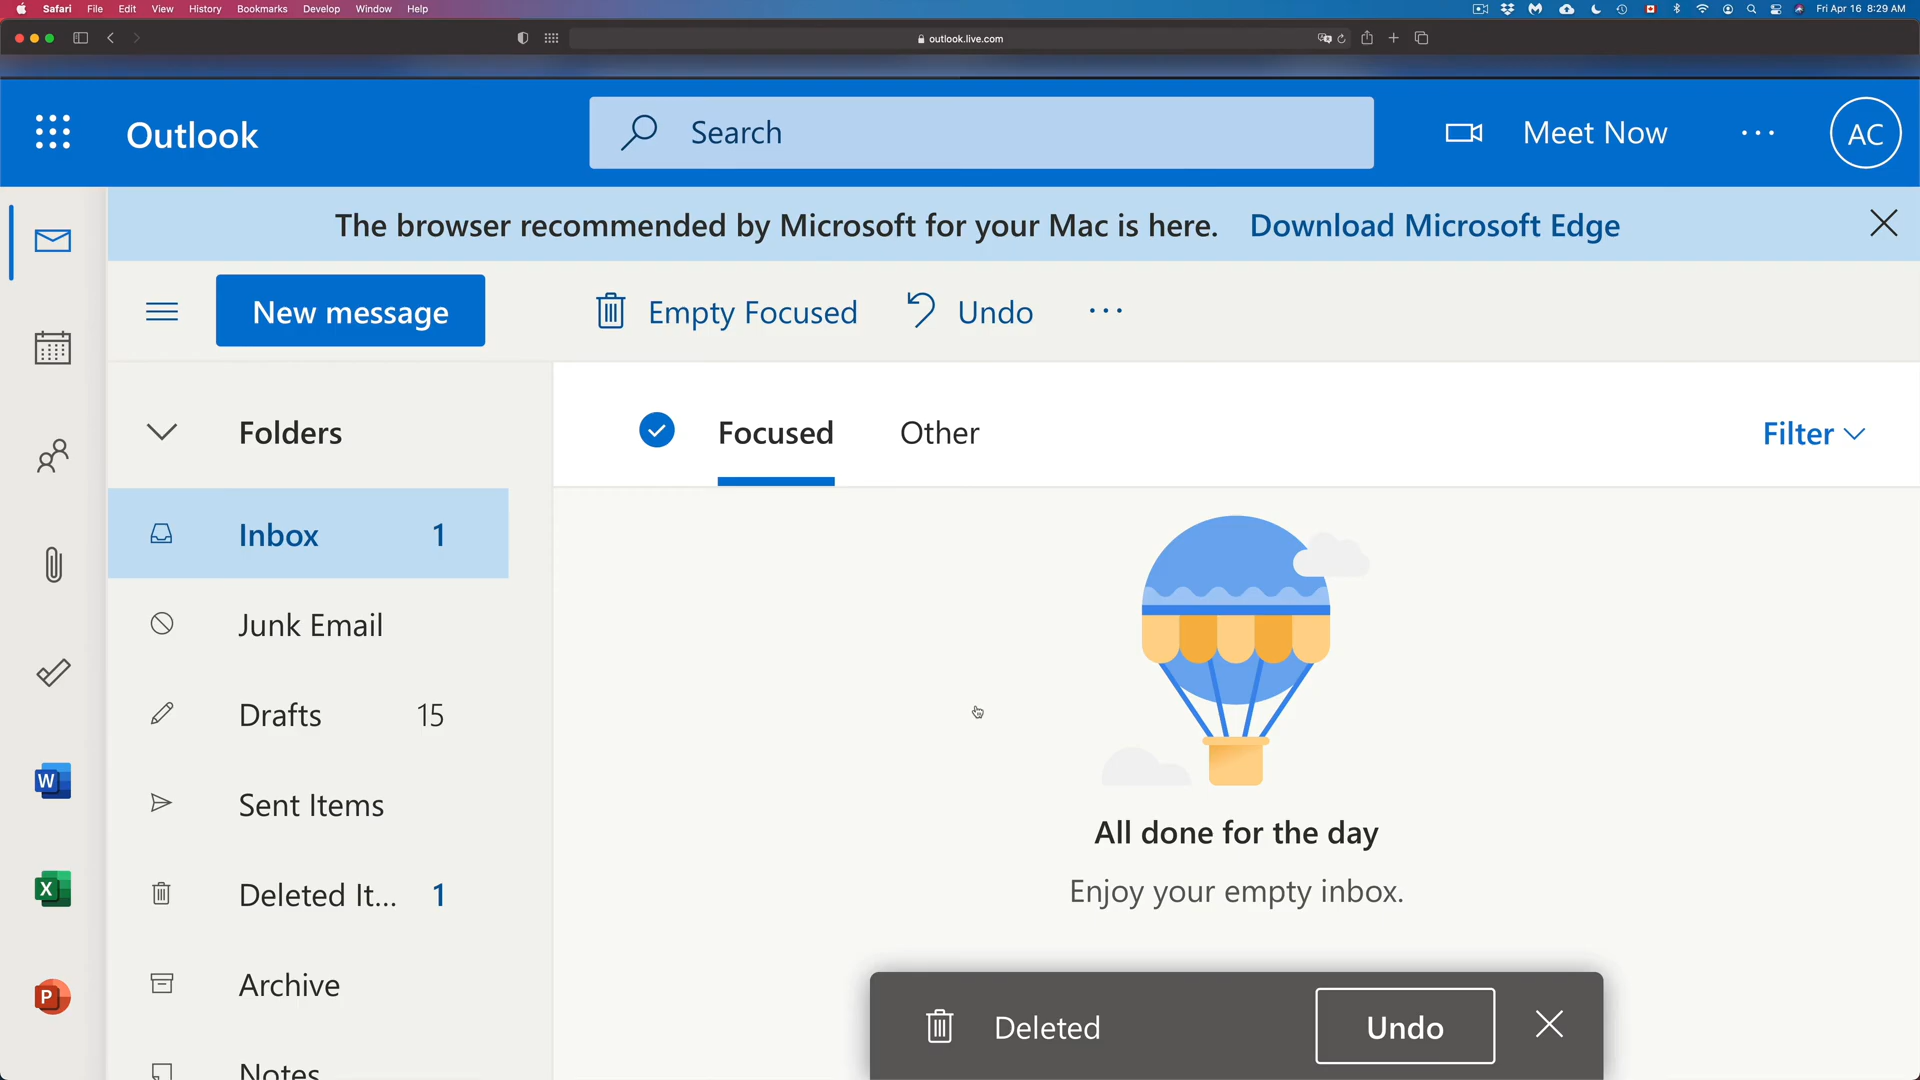 Safari File Edit View History Bookmarks Develop Window Help
Fri Apr 16 8:29 AM
outlook.live.com
Outlook
Search
Meet Now
AC
The browser recommended by Microsoft for your Mac is here. Download Microsoft Edge
New message
Empty Focused
Undo
Folders
Focused
Other
Filter
Inbox 1
Junk Email
Drafts 15
Sent Items
Deleted It... 1
Archive
Notes
All done for the day
Enjoy your empty inbox.
Deleted
Undo
W
X
P